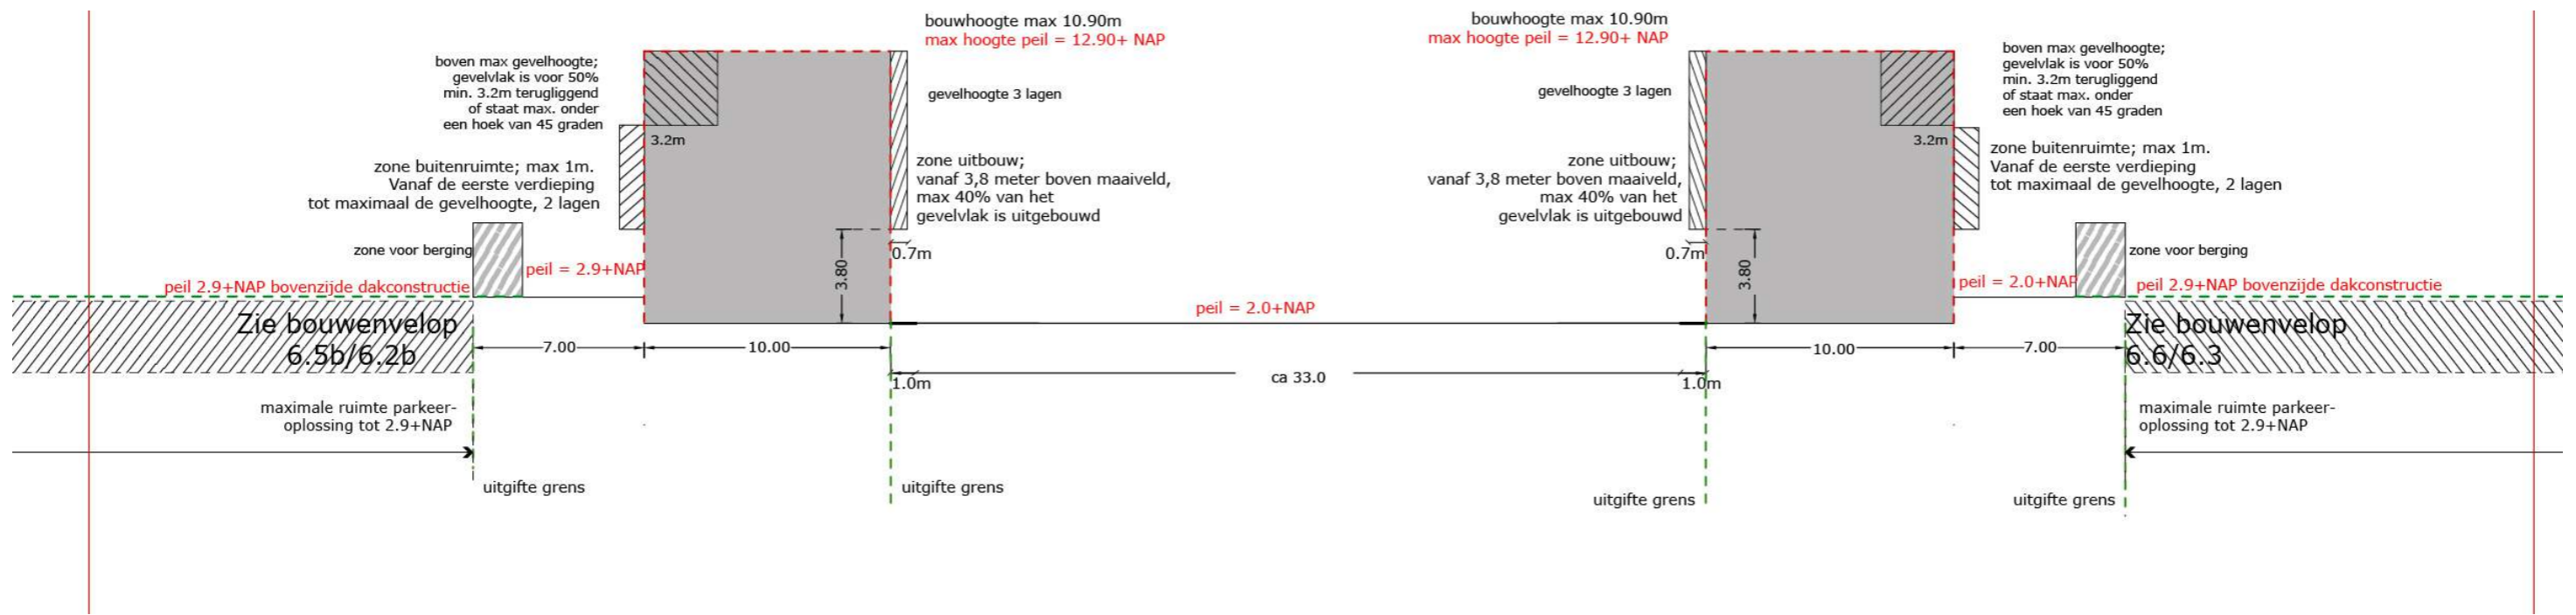 bouwhoogte max 10.90m
max hoogte peil = 12.90+ NAP
boven max gevelhoogte;
gevelvlak is voor 50%
min. 3.2m terugliggend
of staat max. onder
een hoek van 45 graden
gevelhoogte 3 lagen
3.2m
zone buitenruimte; max 1m.
Vanaf de eerste verdieping
tot maximaal de gevelhoogte, 2 lagen
zone uitbouw;
vanaf 3,8 meter boven maaiveld,
max 40% van het
gevelvlak is uitgebouwd
zone voor berging
peil = 2.9+NAP
3.80
0.7m
peil 2.9+NAP bovenzijde dakconstructie
Zie bouwenvelop
6.5b/6.2b
7.00
10.00
1.0m
maximale ruimte parkeer-
oplossing tot 2.9+NAP
uitgifte grens
uitgifte grens
peil = 2.0+NAP
ca 33.0
bouwhoogte max 10.90m
max hoogte peil = 12.90+ NAP
gevelhoogte 3 lagen
boven max gevelhoogte;
gevelvlak is voor 50%
min. 3.2m terugliggend
of staat max. onder
een hoek van 45 graden
3.2m
zone uitbouw;
vanaf 3,8 meter boven maaiveld,
max 40% van het
gevelvlak is uitgebouwd
zone buitenruimte; max 1m.
Vanaf de eerste verdieping
tot maximaal de gevelhoogte, 2 lagen
0.7m
3.80
zone voor berging
peil = 2.0+NAP
peil 2.9+NAP bovenzijde dakconstructie
Zie bouwenvelop
6.6/6.3
10.00
7.00
1.0m
maximale ruimte parkeer-
oplossing tot 2.9+NAP
uitgifte grens
uitgifte grens